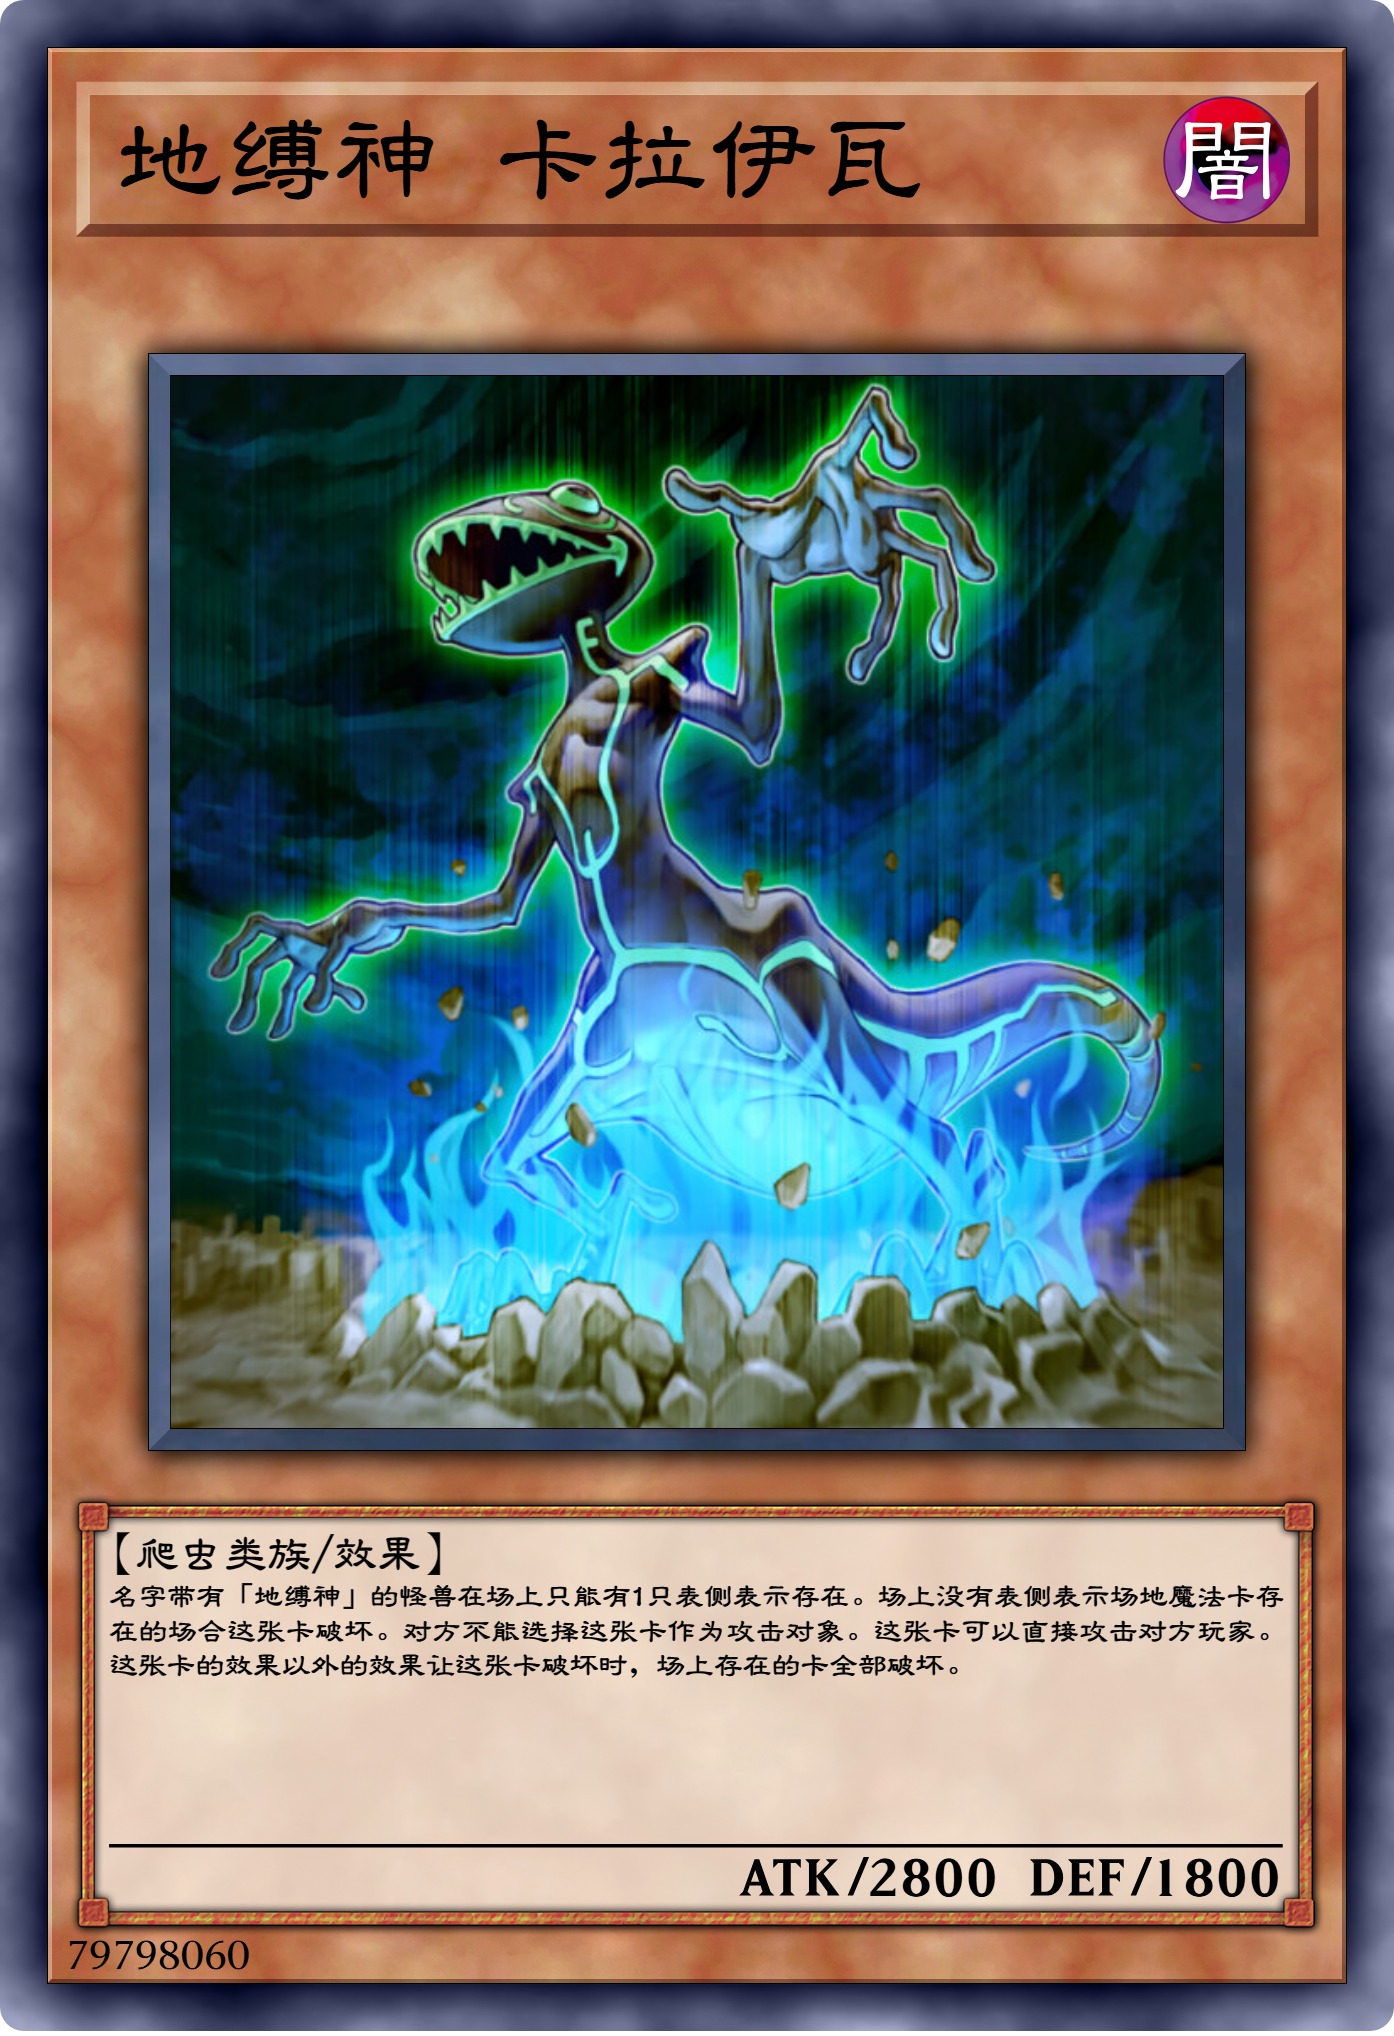 地缚神 卡拉伊瓦
闇
【爬虫类族/效果】
名字带有「地缚神」的怪兽在场上只能有1只表侧表示存在。场上没有表侧表示场地魔法卡存
在的场合这张卡破坏。对方不能选择这张卡作为攻击对象。这张卡可以直接攻击对方玩家。
这张卡的效果以外的效果让这张卡破坏时，场上存在的卡全部破坏。
ATK/2800 DEF/1800
79798060